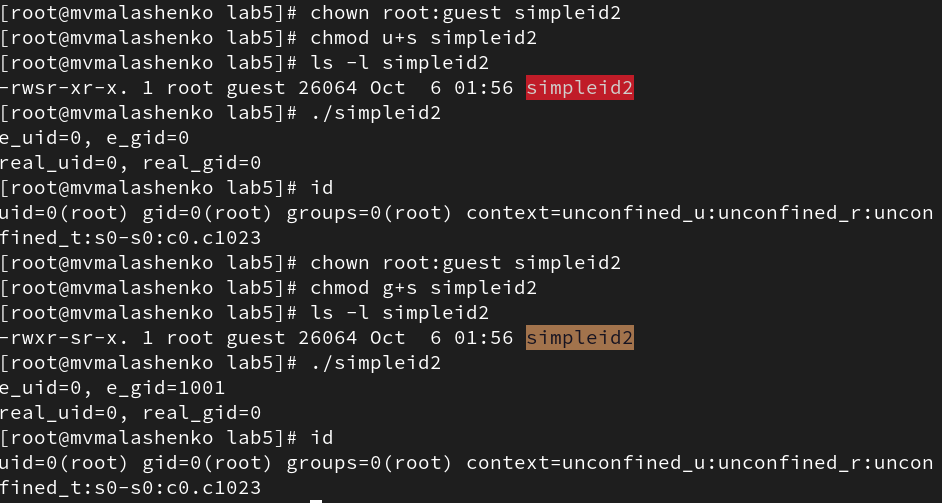 [root@mvmalashenko lab5]# chown root:guest simpleid2
[root@mvmalashenko lab5]# chmod u+s simpleid2
[root@mvmalashenko lab5]# ls -l simpleid2
-rwsr-xr-x. 1 root guest 26064 Oct  6 01:56 simpleid2
[root@mvmalashenko lab5]# ./simpleid2
e_uid=0, e_gid=0
real_uid=0, real_gid=0
[root@mvmalashenko lab5]# id
uid=0(root) gid=0(root) groups=0(root) context=unconfined_u:unconfined_r:uncon
fined_t:s0-s0:c0.c1023
[root@mvmalashenko lab5]# chown root:guest simpleid2
[root@mvmalashenko lab5]# chmod g+s simpleid2
[root@mvmalashenko lab5]# ls -l simpleid2
-rwxr-sr-x. 1 root guest 26064 Oct  6 01:56 simpleid2
[root@mvmalashenko lab5]# ./simpleid2
e_uid=0, e_gid=1001
real_uid=0, real_gid=0
[root@mvmalashenko lab5]# id
uid=0(root) gid=0(root) groups=0(root) context=unconfined_u:unconfined_r:uncon
fined_t:s0-s0:c0.c1023